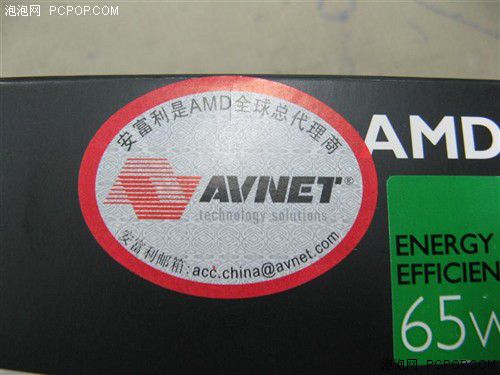 泡泡网 PCPOP.COM
安富利是AMD全球总代理商
AVNET®
technology solutions
安富利邮箱: acc.china@avnet.com
AMD
ENERGY
EFFICIEN
65W
泡泡网 PCPOP.COM